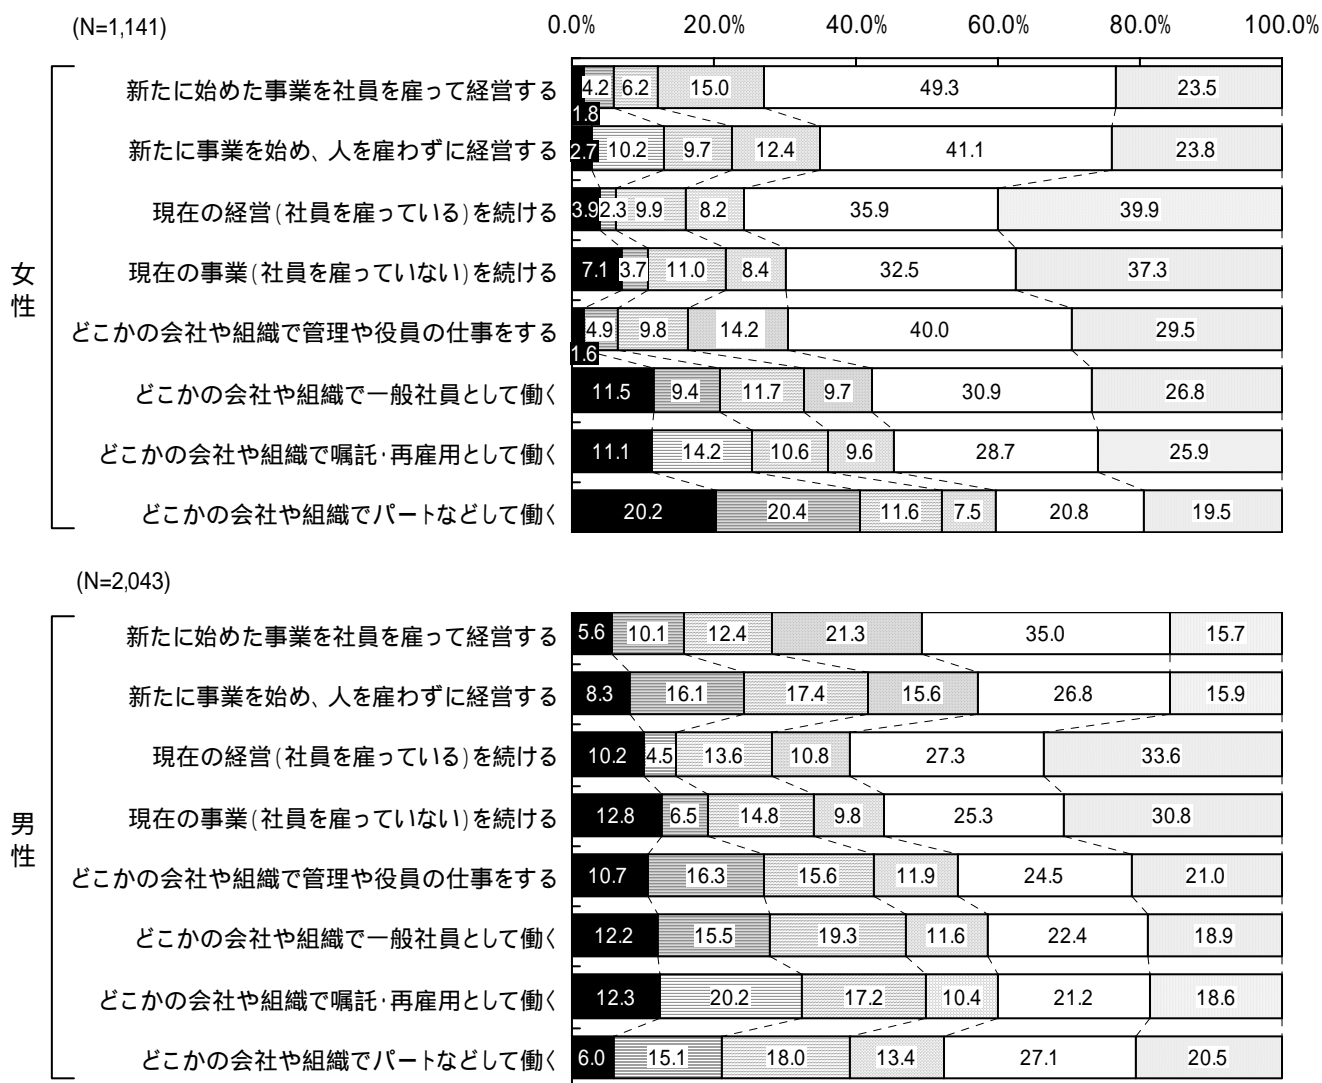 (N=1,141)
0.0% 20.0% 40.0% 60.0% 80.0% 100.0%
女性
新たに始めた事業を社員を雇って経営する 1.8 4.2 6.2 15.0 49.3 23.5
新たに事業を始め、人を雇わずに経営する 2.7 10.2 9.7 12.4 41.1 23.8
現在の経営(社員を雇っている)を続ける 3.9 2.3 9.9 8.2 35.9 39.9
現在の事業(社員を雇っていない)を続ける 7.1 3.7 11.0 8.4 32.5 37.3
どこかの会社や組織で管理や役員の仕事をする 1.6 4.9 9.8 14.2 40.0 29.5
どこかの会社や組織で一般社員として働く 11.5 9.4 11.7 9.7 30.9 26.8
どこかの会社や組織で嘱託・再雇用として働く 11.1 14.2 10.6 9.6 28.7 25.9
どこかの会社や組織でパートなどして働く 20.2 20.4 11.6 7.5 20.8 19.5
(N=2,043)
男性
新たに始めた事業を社員を雇って経営する 5.6 10.1 12.4 21.3 35.0 15.7
新たに事業を始め、人を雇わずに経営する 8.3 16.1 17.4 15.6 26.8 15.9
現在の経営(社員を雇っている)を続ける 10.2 4.5 13.6 10.8 27.3 33.6
現在の事業(社員を雇っていない)を続ける 12.8 6.5 14.8 9.8 25.3 30.8
どこかの会社や組織で管理や役員の仕事をする 10.7 16.3 15.6 11.9 24.5 21.0
どこかの会社や組織で一般社員として働く 12.2 15.5 19.3 11.6 22.4 18.9
どこかの会社や組織で嘱託・再雇用として働く 12.3 20.2 17.2 10.4 21.2 18.6
どこかの会社や組織でパートなどして働く 6.0 15.1 18.0 13.4 27.1 20.5